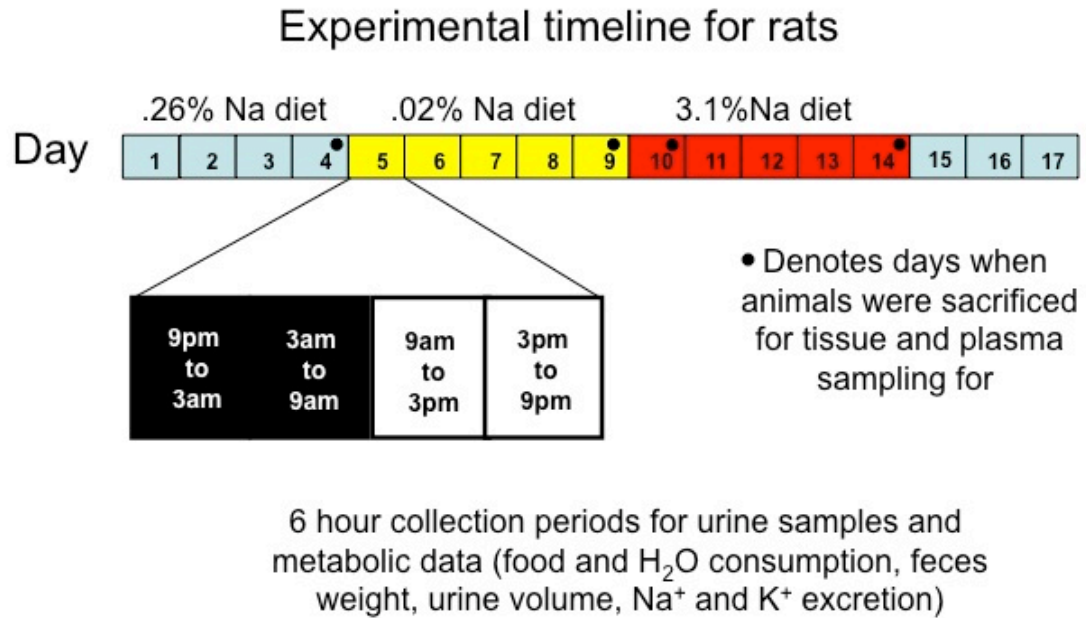 Experimental timeline for rats
.26% Na diet .02% Na diet 3.1%Na diet
Day 1 2 3 4 5 6 7 8 9 10 11 12 13 14 15 16 17
9pm 3am 9am 3pm
to to to to
3am 9am 3pm 9pm
• Denotes days when
animals were sacrificed
for tissue and plasma
sampling for
6 hour collection periods for urine samples and
metabolic data (food and H₂O consumption, feces
weight, urine volume, Na⁺ and K⁺ excretion)